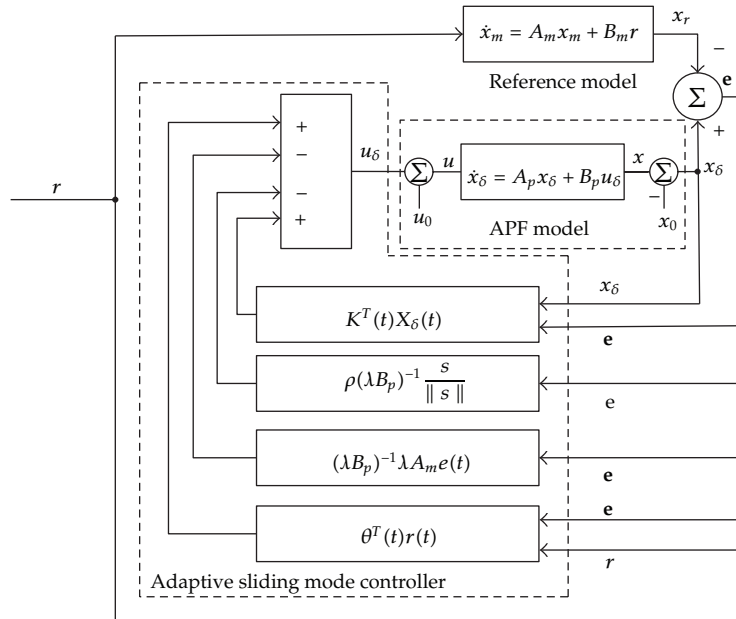 x_r
ẋ_m = A_m x_m + B_m r
−
Reference model
e
Σ
+
+
−
u_δ
u
x
x_δ
r
Σ
ẋ_δ = A_p x_δ + B_p u_δ
Σ
−
−
+
u_0
APF model
x_0
x_δ
K^T(t)X_δ(t)
e
ρ(λB_p)^{-1} s / ‖ s ‖
e
(λB_p)^{-1} λA_m e(t)
e
e
θ^T(t)r(t)
r
Adaptive sliding mode controller